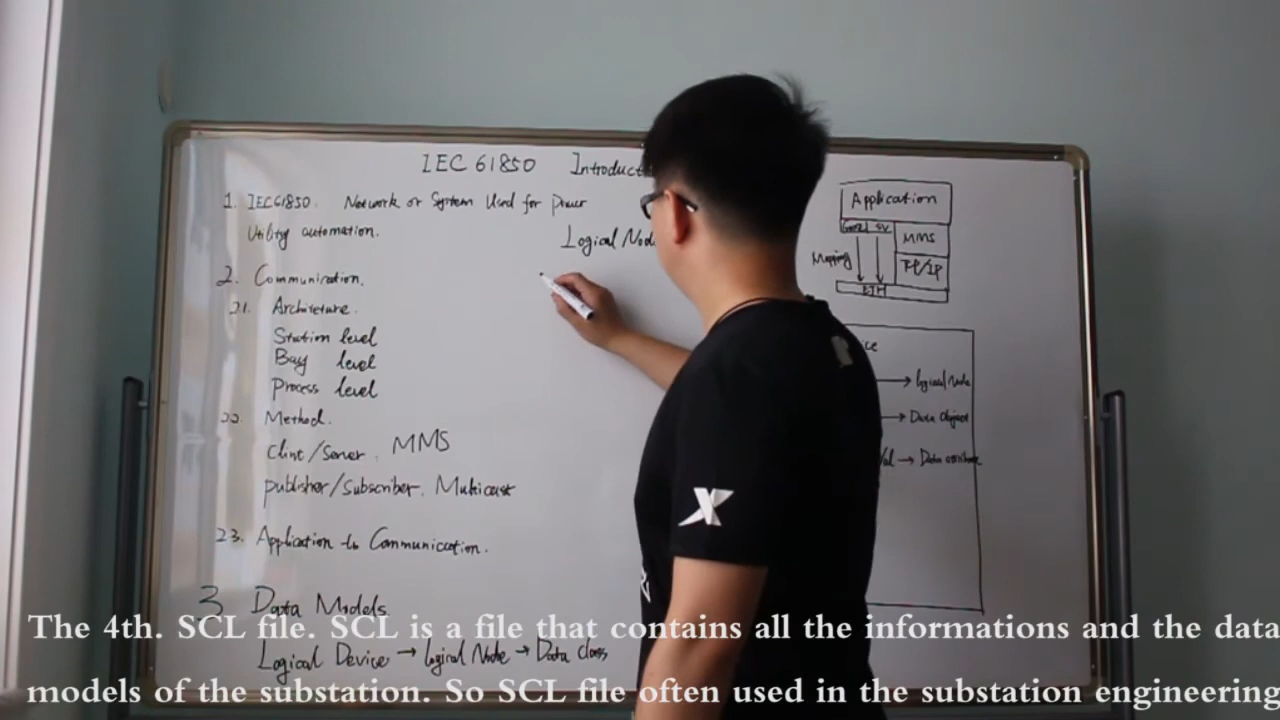 IEC 61850 Introduct
1. IEC61850. Network or System Used for Power
Utility automation.
Logical Node
2. Communication.
2.1. Architeture.
Station level
Bay level
Process level
2.2. Method.
Clint/Server. MMS
publisher/Subscriber. Multicast
2.3. Application to Communication.
3 Data Models.
Logical Device → logical Node → Data class
Application
SV
MMS
TCP/IP
Mapping
ETH
ice
→ logical Node
→ Data object
→ Data attribute
X
The 4th. SCL file. SCL is a file that contains all the informations and the data
models of the substation. So SCL file often used in the substation engineering